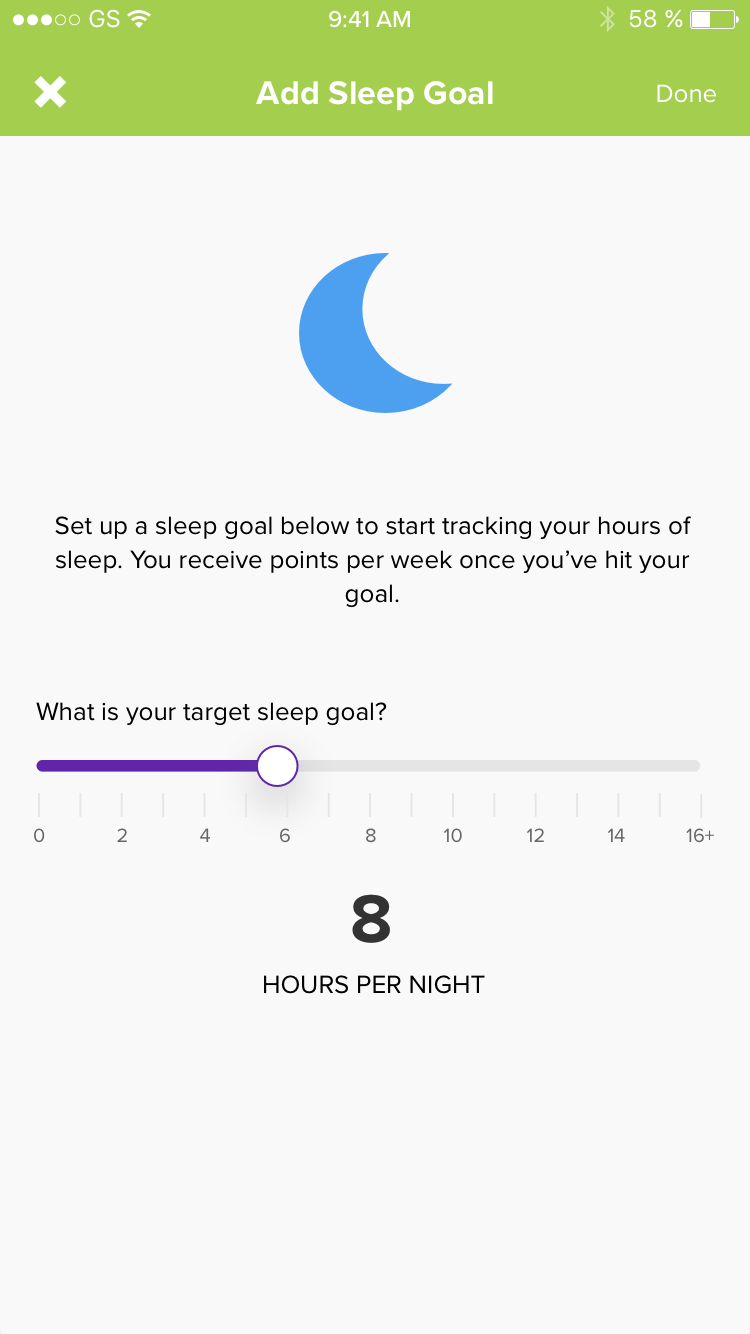 GS 9:41 AM 58 %
Add Sleep Goal Done
Set up a sleep goal below to start tracking your hours of
sleep. You receive points per week once you’ve hit your
goal.
What is your target sleep goal?
0 2 4 6 8 10 12 14 16+
8
HOURS PER NIGHT